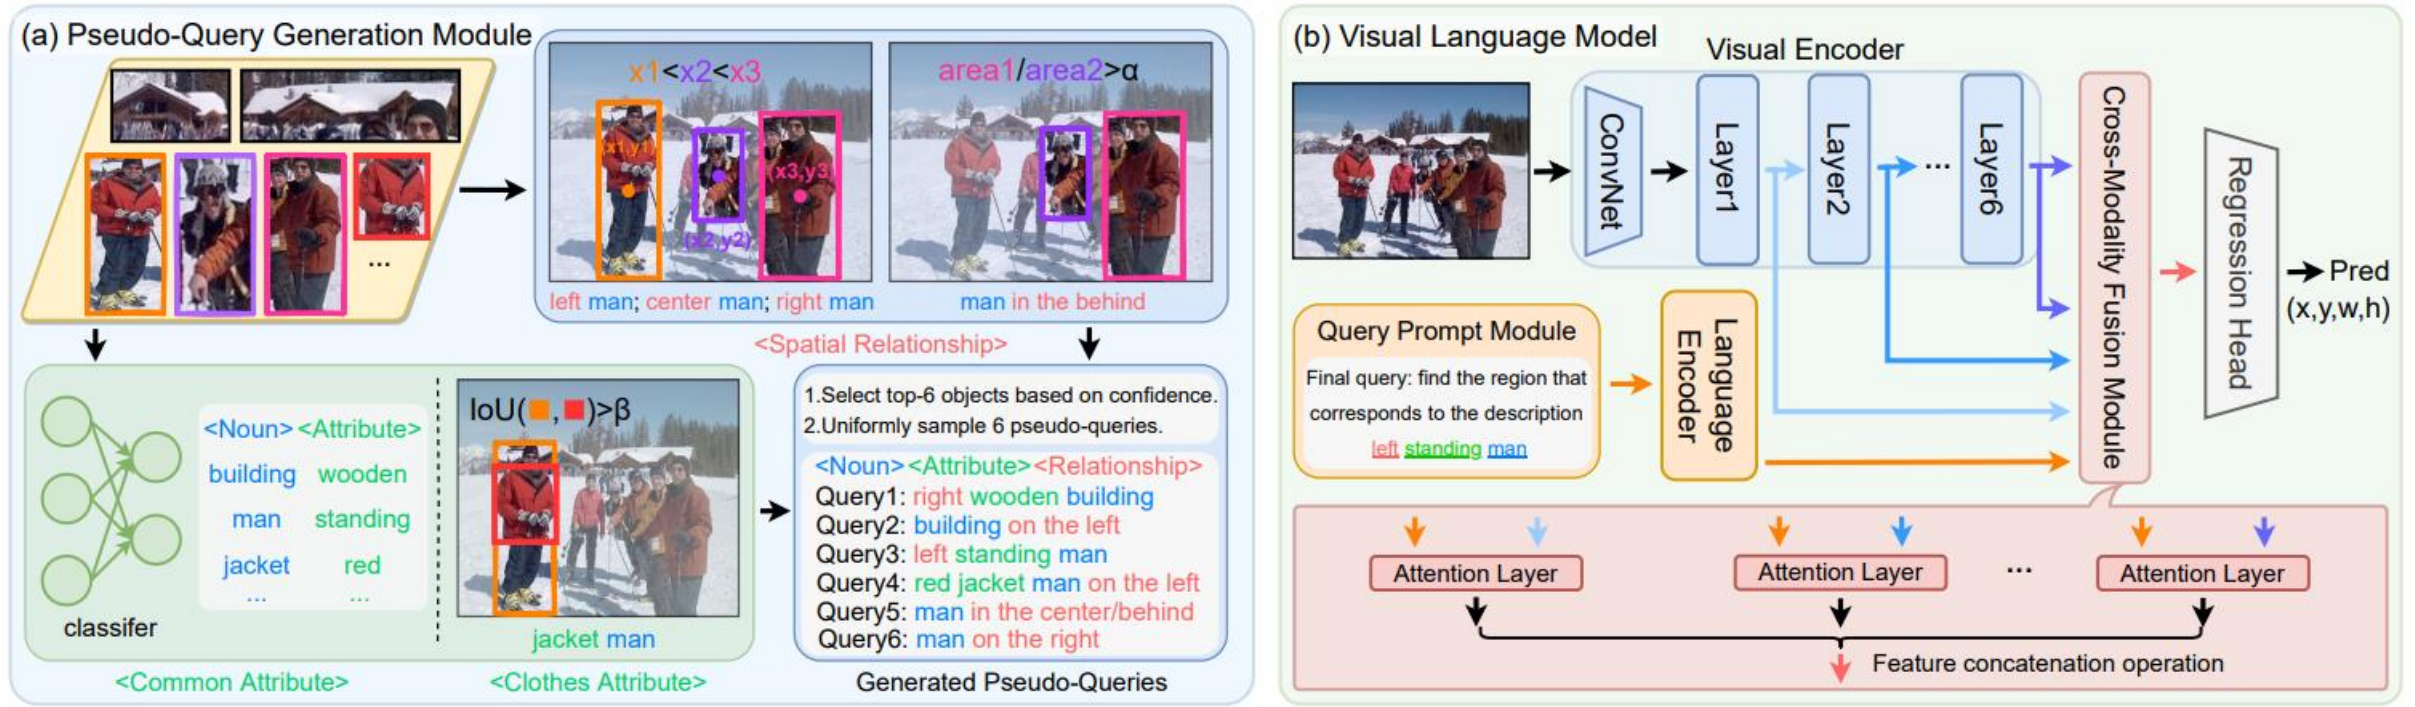 (a) Pseudo-Query Generation Module
...
x1<x2<x3
(x1,y1)
(x2,y2)
(x3,y3)
left man; center man; right man
area1/area2>α
man in the behind
<Spatial Relationship>
classifer
<Noun> <Attribute>
building wooden
man standing
jacket red
... ...
<Common Attribute>
IoU( , )>β
jacket man
<Clothes Attribute>
1.Select top-6 objects based on confidence.
2.Uniformly sample 6 pseudo-queries.
<Noun><Attribute><Relationship>
Query1: right wooden building
Query2: building on the left
Query3: left standing man
Query4: red jacket man on the left
Query5: man in the center/behind
Query6: man on the right
Generated Pseudo-Queries
(b) Visual Language Model
Visual Encoder
ConvNet
Layer1
Layer2
...
Layer6
Cross-Modality Fusion Module
Regression Head
Pred
(x,y,w,h)
Query Prompt Module
Final query: find the region that
corresponds to the description
left standing man
Language
Encoder
Attention Layer
Attention Layer
...
Attention Layer
Feature concatenation operation